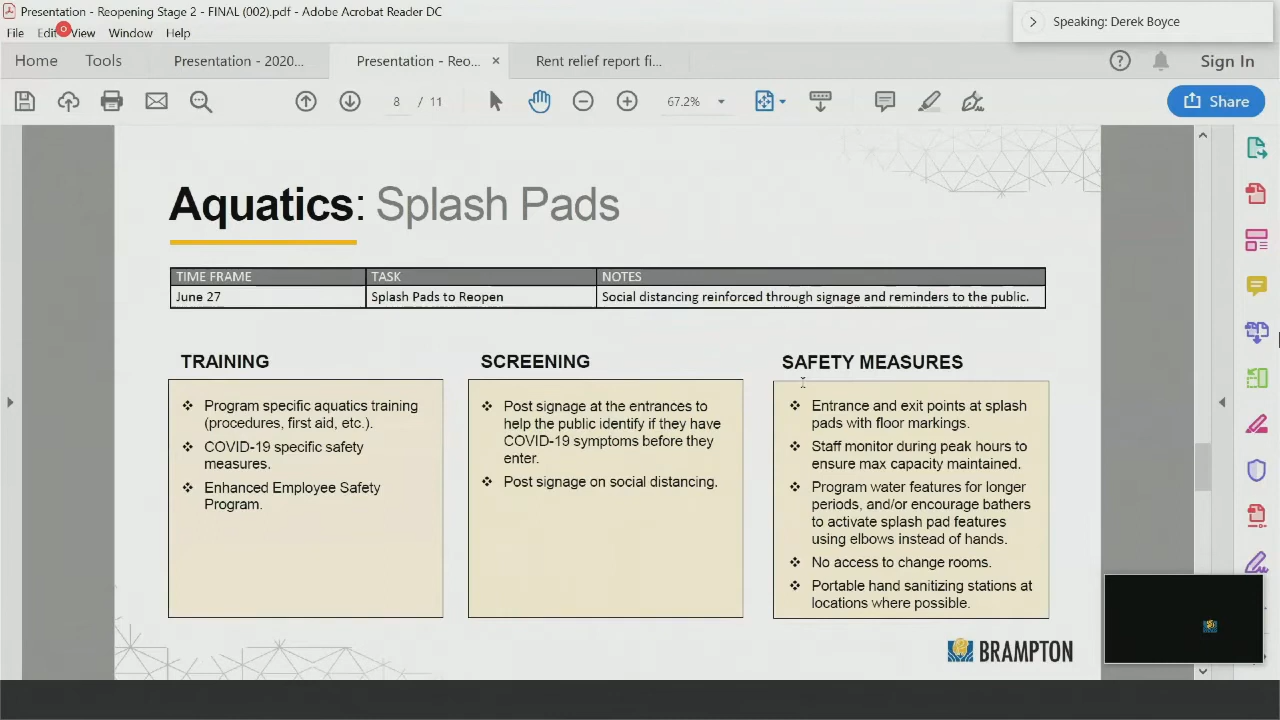 Presentation - Reopening Stage 2 - FINAL (002).pdf - Adobe Acrobat Reader DC
Speaking: Derek Boyce
File Edit View Window Help
Home Tools Presentation - 2020... Presentation - Reo... × Rent relief report fi... Sign In
8 / 11 67.2% Share
Aquatics: Splash Pads
TIME FRAME TASK NOTES
June 27 Splash Pads to Reopen Social distancing reinforced through signage and reminders to the public.
TRAINING
❖ Program specific aquatics training
(procedures, first aid, etc.).
❖ COVID-19 specific safety
measures.
❖ Enhanced Employee Safety
Program.
SCREENING
❖ Post signage at the entrances to
help the public identify if they have
COVID-19 symptoms before they
enter.
❖ Post signage on social distancing.
SAFETY MEASURES
❖ Entrance and exit points at splash
pads with floor markings.
❖ Staff monitor during peak hours to
ensure max capacity maintained.
❖ Program water features for longer
periods, and/or encourage bathers
to activate splash pad features
using elbows instead of hands.
❖ No access to change rooms.
❖ Portable hand sanitizing stations at
locations where possible.
BRAMPTON